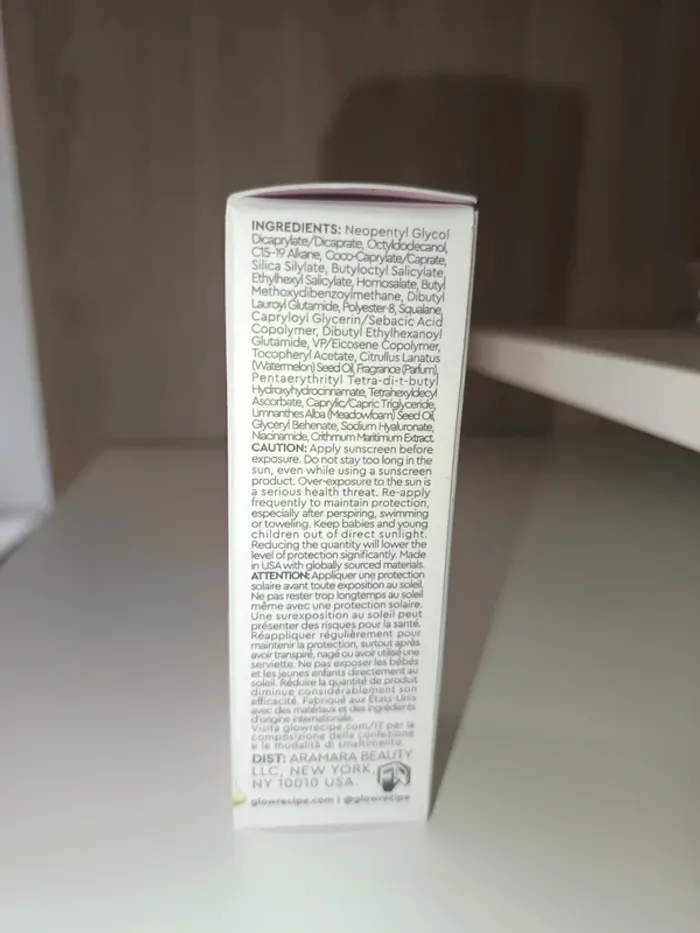 INGREDIENTS: Neopentyl Glycol
Dicaprylate/Dicaprate, Octyldodecanol,
C15-19 Alkane, Coco-Caprylate/Caprate,
Silica Silylate, Butyloctyl Salicylate,
Ethylhexyl Salicylate, Homosalate, Butyl
Methoxydibenzoylmethane, Dibutyl
Lauroyl Glutamide, Polyester-8, Squalane,
Capryloyl Glycerin/Sebacic Acid
Copolymer, Dibutyl Ethylhexanoyl
Glutamide, VP/Eicosene Copolymer,
Tocopheryl Acetate, Citrullus Lanatus
(Watermelon) Seed Oil, Fragrance (Parfum),
Pentaerythrityl Tetra-di-t-butyl
Hydroxyhydrocinnamate, Tetrahexyldecyl
Ascorbate, Caprylic/Capric Triglyceride,
Limnanthes Alba (Meadowfoam) Seed Oil,
Glyceryl Behenate, Sodium Hyaluronate,
Niacinamide, Crithmum Maritimum Extract.
CAUTION: Apply sunscreen before
exposure. Do not stay too long in the
sun, even while using a sunscreen
product. Over-exposure to the sun is
a serious health threat. Re-apply
frequently to maintain protection,
especially after perspiring, swimming
or toweling. Keep babies and young
children out of direct sunlight.
Reducing the quantity will lower the
level of protection significantly. Made
in USA with globally sourced materials.
ATTENTION: Appliquer une protection
solaire avant toute exposition au soleil.
Ne pas rester trop longtemps au soleil
même avec une protection solaire.
Une surexposition au soleil peut
présenter des risques pour la santé.
Réappliquer régulièrement pour
maintenir la protection, surtout après
avoir transpiré, nagé ou avoir utilisé une
serviette. Ne pas exposer les bébés
et les jeunes enfants directement au
soleil. Réduire la quantité de produit
diminue considérablement son
efficacité. Fabriqué aux États-Unis
avec des matériaux et des ingrédients
d'origine internationale.
Visita glowrecipe.com/IT per la
composizione della confezione
e le modalità di smaltimento.
DIST: ARAMARA BEAUTY
LLC, NEW YORK,
NY 10010 USA.
glowrecipe.com | @glowrecipe